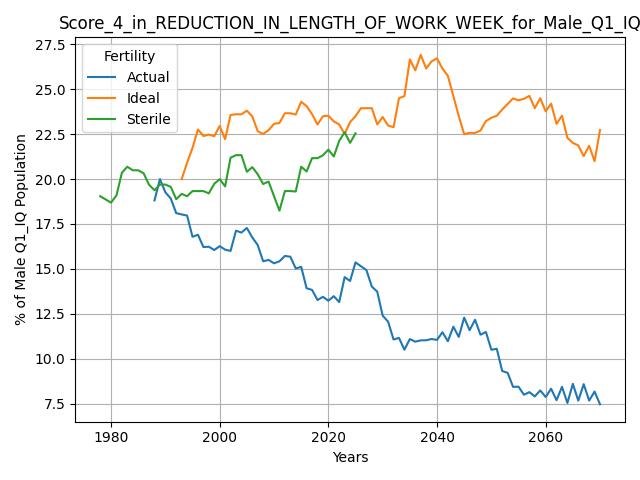 Score_4_in_REDUCTION_IN_LENGTH_OF_WORK_WEEK_for_Male_Q1_IQ
Fertility
Actual
Ideal
Sterile
% of Male Q1_IQ Population
27.5
25.0
22.5
20.0
17.5
15.0
12.5
10.0
7.5
1980 2000 2020 2040 2060
Years